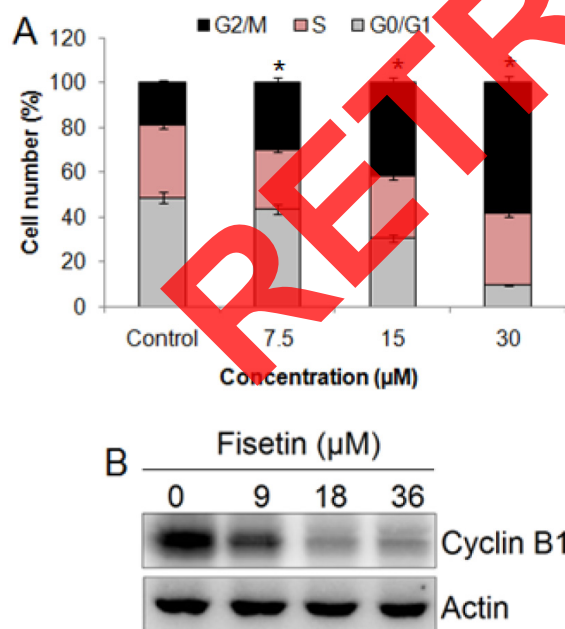 A
G2/M S G0/G1
120
100
80
60
40
20
0
Cell number (%)
* * *
Control 7.5 15 30
Concentration (µM)
RETR
B
Fisetin (µM)
0 9 18 36
Cyclin B1
Actin